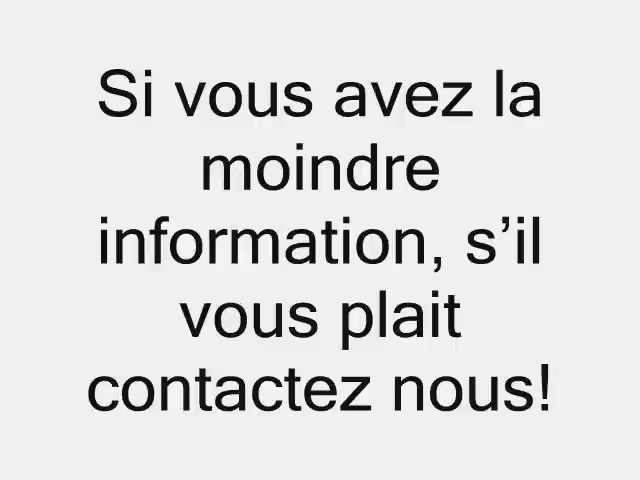 Si vous avez la
moindre
information, s’il
vous plait
contactez nous!